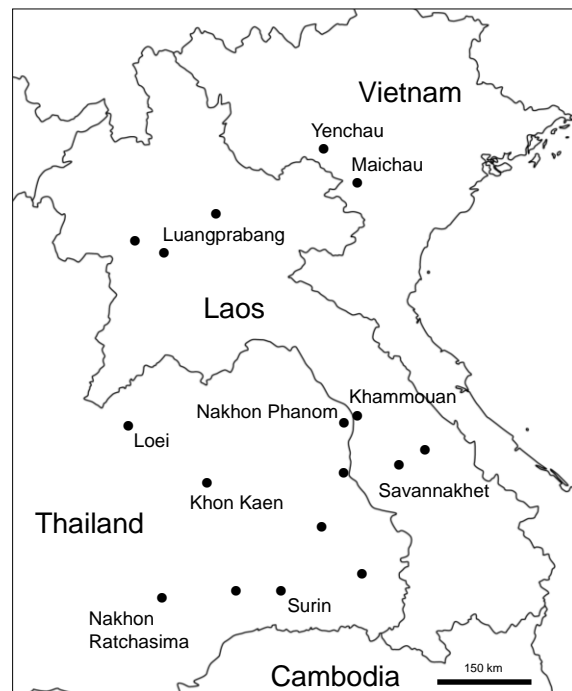 Vietnam
Yenchau
Maichau
Luangprabang
Laos
Khammouan
Nakhon Phanom
Loei
Savannakhet
Khon Kaen
Thailand
Surin
Nakhon
Ratchasima
Cambodia
150 km